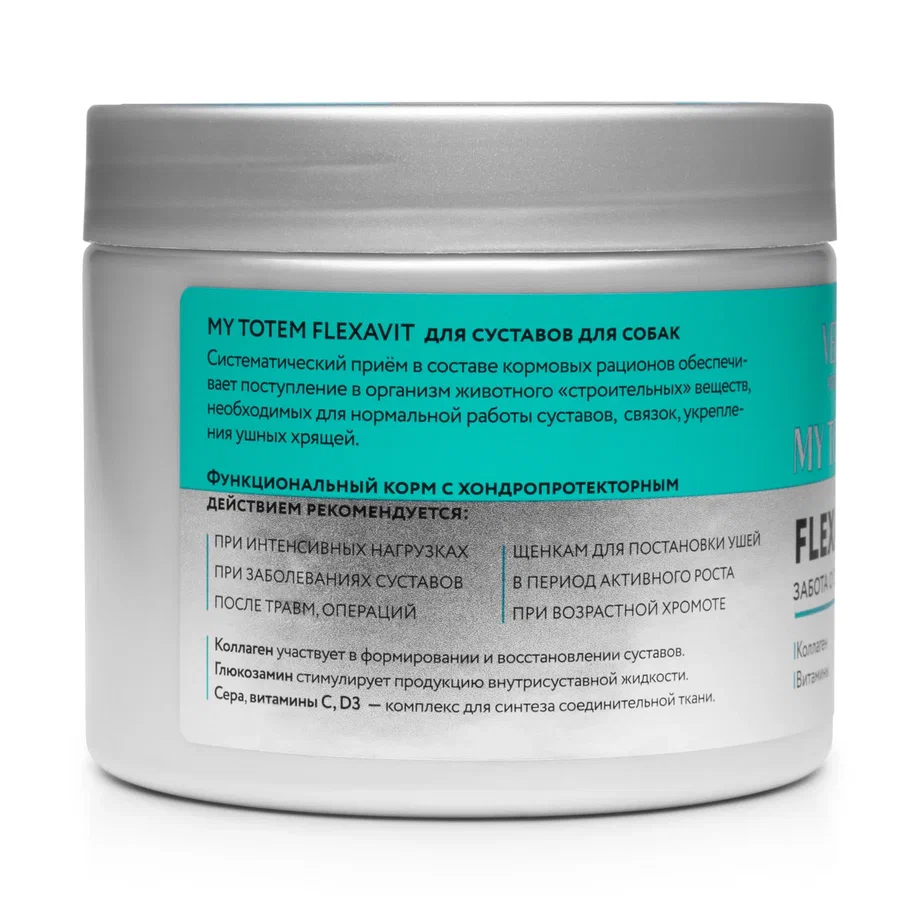 MY TOTEM FLEXAVIT ДЛЯ СУСТАВОВ ДЛЯ СОБАК
Систематический приём в составе кормовых рационов обеспечи-
вает поступление в организм животного «строительных» веществ,
необходимых для нормальной работы суставов, связок, укрепле-
ния ушных хрящей.
ФУНКЦИОНАЛЬНЫЙ КОРМ С ХОНДРОПРОТЕКТОРНЫМ
ДЕЙСТВИЕМ РЕКОМЕНДУЕТСЯ:
ПРИ ИНТЕНСИВНЫХ НАГРУЗКАХ
ПРИ ЗАБОЛЕВАНИЯХ СУСТАВОВ
ПОСЛЕ ТРАВМ, ОПЕРАЦИЙ
ЩЕНКАМ ДЛЯ ПОСТАНОВКИ УШЕЙ
В ПЕРИОД АКТИВНОГО РОСТА
ПРИ ВОЗРАСТНОЙ ХРОМОТЕ
Коллаген участвует в формировании и восстановлении суставов.
Глюкозамин стимулирует продукцию внутрисуставной жидкости.
Сера, витамины C, D3 — комплекс для синтеза соединительной ткани.
MY T
FLEX
ЗАБОТА О
Коллаген
Витамины